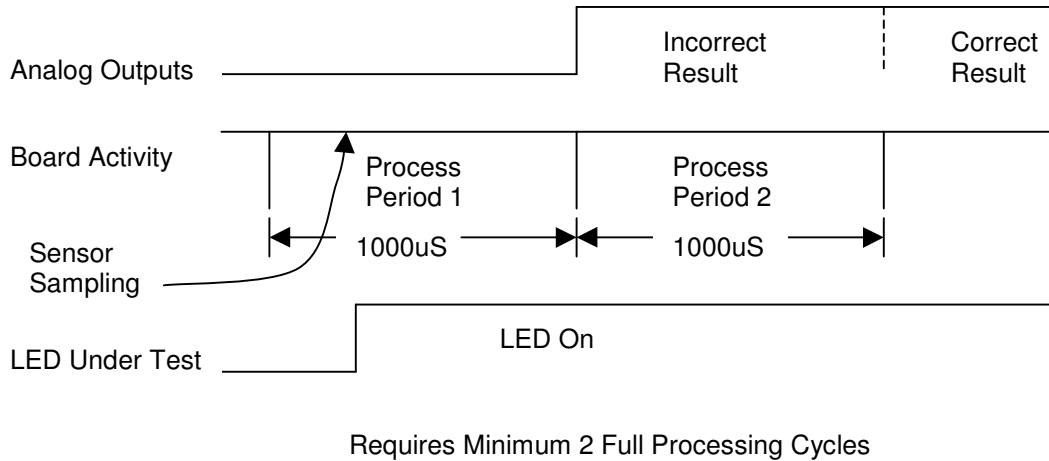 Analog Outputs
Incorrect
Result
Correct
Result
Board Activity
Process
Period 1
Process
Period 2
1000uS
1000uS
Sensor
Sampling
LED On
LED Under Test
Requires Minimum 2 Full Processing Cycles